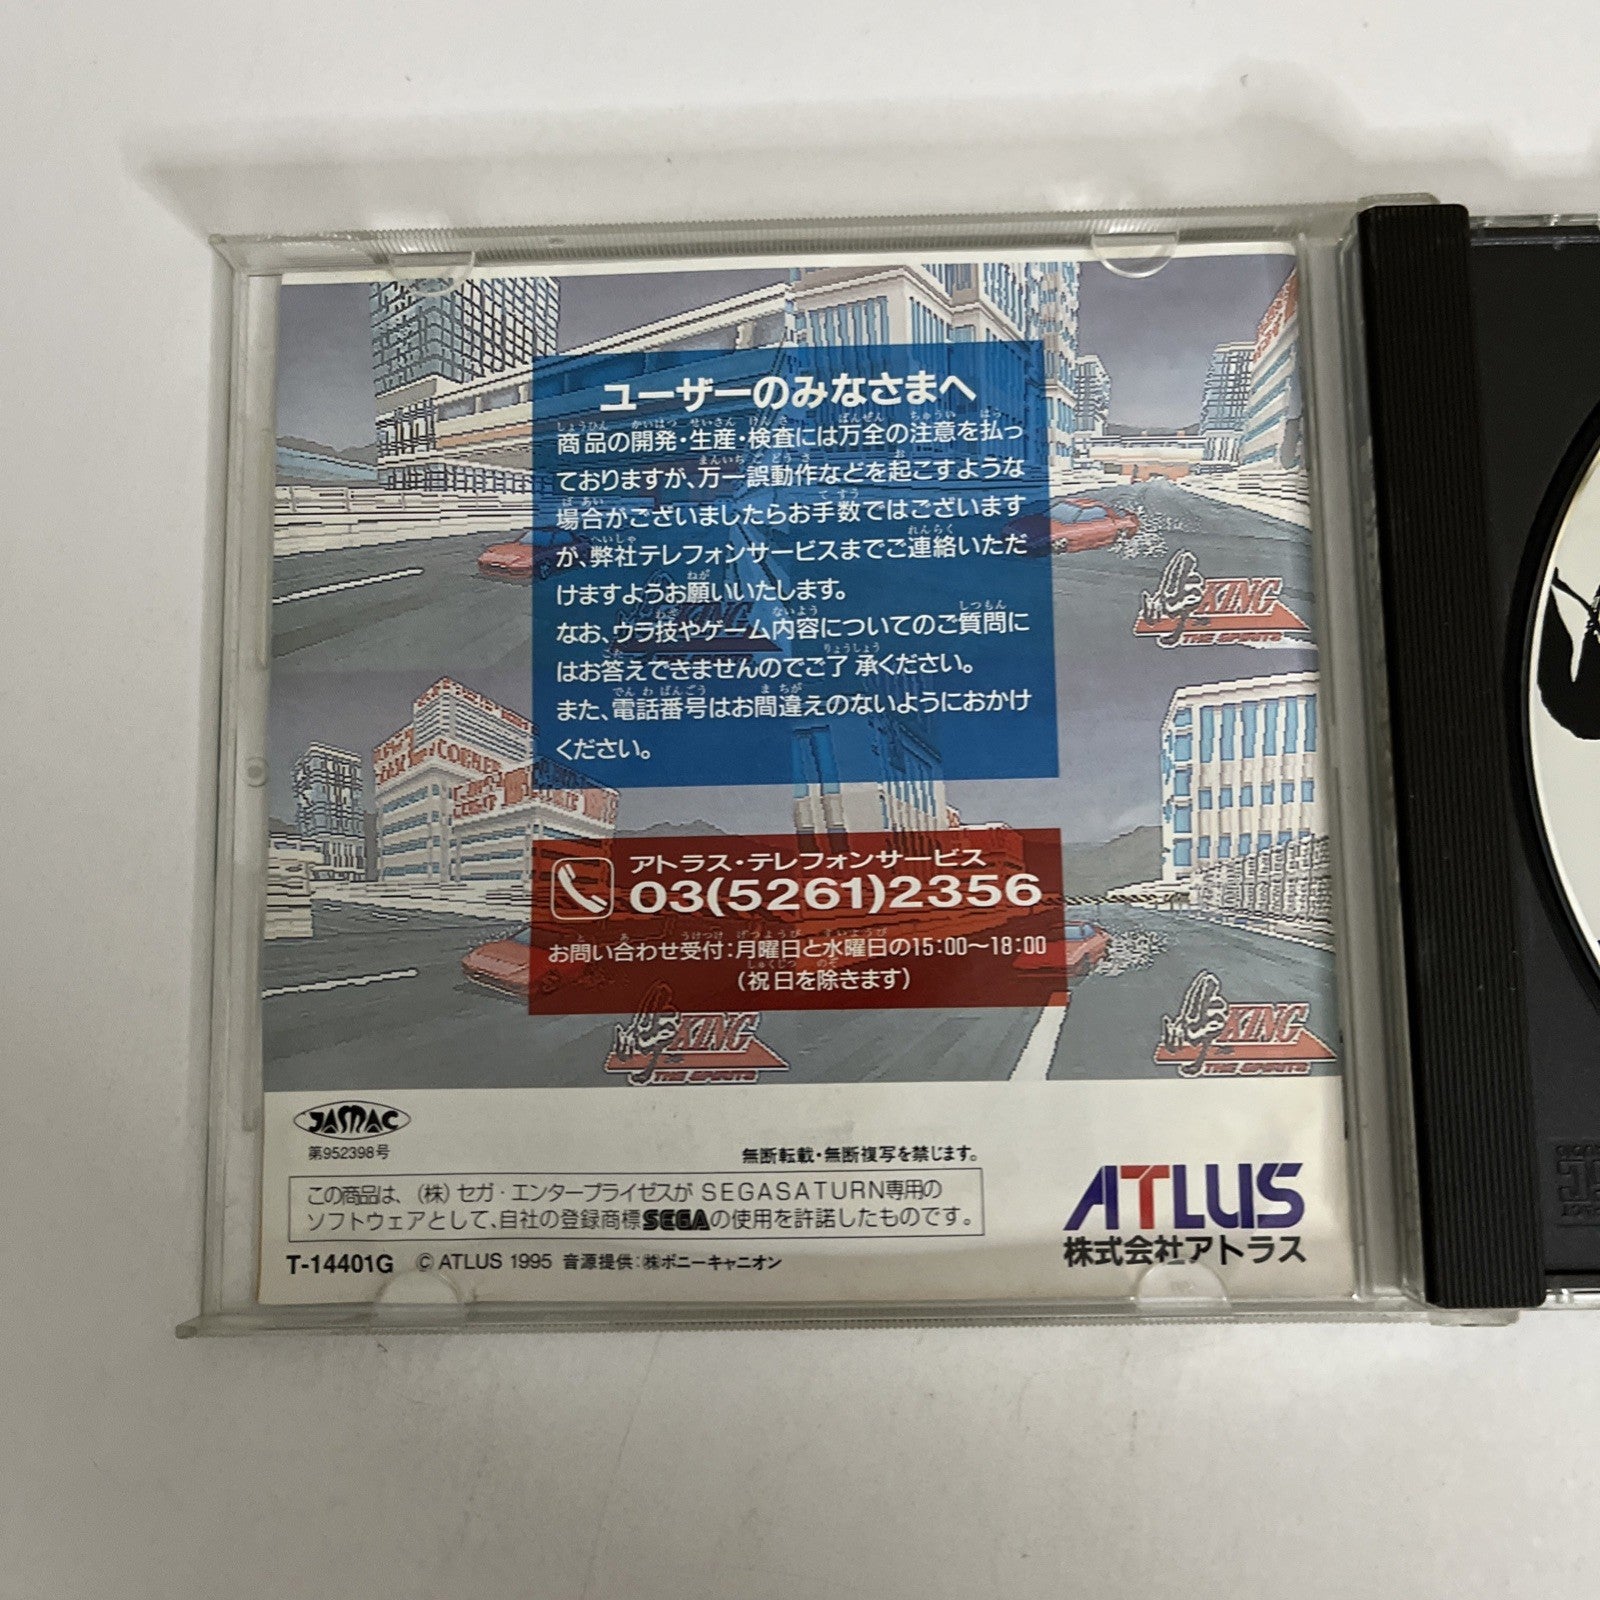 ユーザーのみなさまへ
商品の開発・生産・検査には万全の注意を払っ
ておりますが、万一誤動作などを起こすような
場合がございましたらお手数ではございます
が、弊社テレフォンサービスまでご連絡いただ
けますようお願いいたします。
なお、ウラ技やゲーム内容についてのご質問に
はお答えできませんのでご了承ください。
また、電話番号はお間違えのないようにおかけ
ください。
アトラス・テレフォンサービス
03(5261)2356
お問い合わせ受付:月曜日と水曜日の15:00〜18:00
(祝日を除きます)
KING
THE SPIRITS
KING
THE SPIRITS
KING
THE SPIRITS
JAMAC
第952398号
無断転載・無断複写を禁じます。
この商品は、(株)セガ・エンタープライゼスがSEGASATURN専用の
ソフトウェアとして、自社の登録商標SEGAの使用を許諾したものです。
T-14401G © ATLUS 1995 音源提供:㈱ポニーキャニオン
ATLUS
株式会社アトラス